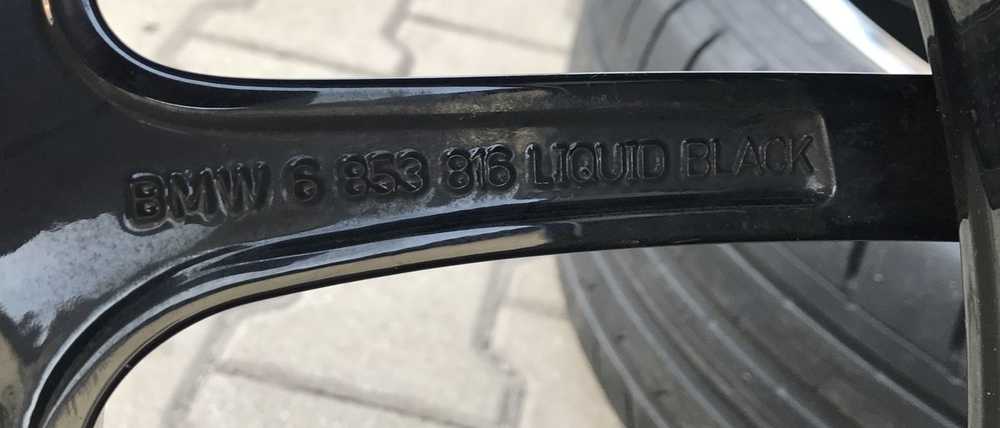 BMW 6 853 816 LIQUID BLACK